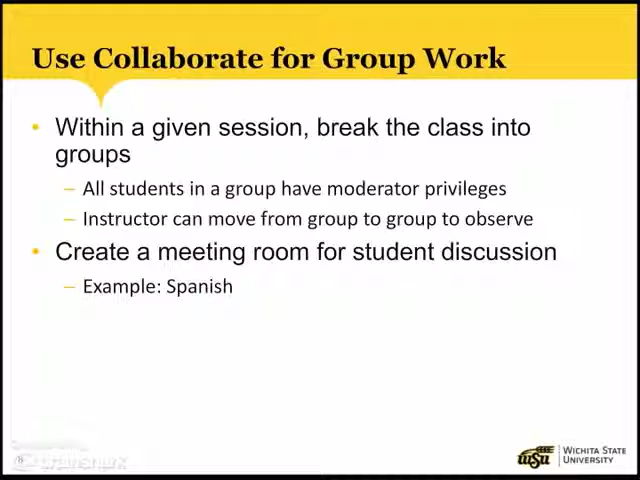 Use Collaborate for Group Work
• Within a given session, break the class into
groups
– All students in a group have moderator privileges
– Instructor can move from group to group to observe
• Create a meeting room for student discussion
– Example: Spanish
8
wsu
WICHITA STATE
UNIVERSITY